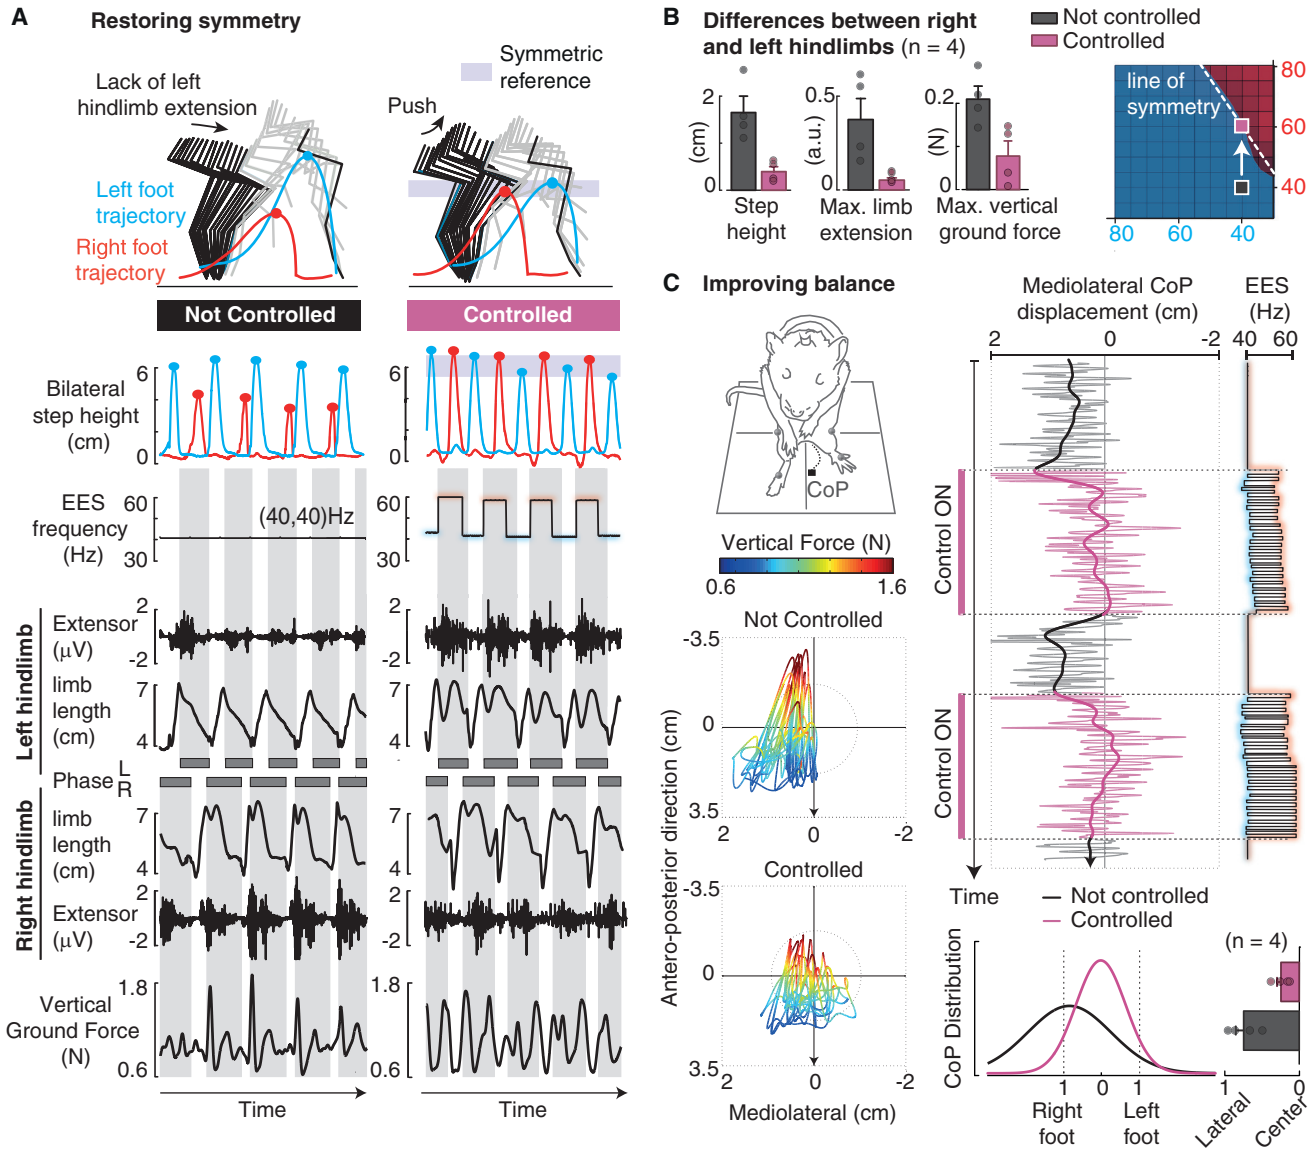 A
Restoring symmetry
Symmetric
reference
Lack of left
hindlimb extension
Push
Left foot
trajectory
Right foot
trajectory
Not Controlled
Controlled
Bilateral
step height
(cm)
6
0
6
0
EES
frequency
(Hz)
60
30
(40,40)Hz
60
30
Left hindlimb
Extensor
(μV)
2
-2
2
-2
limb
length
(cm)
7
4
7
4
Phase L
R
Right hindlimb
limb
length
(cm)
7
4
7
4
Extensor
(μV)
2
-2
2
-2
Vertical
Ground Force
(N)
1.8
0.6
1.8
0.6
Time
Time
B
Differences between right
and left hindlimbs (n = 4)
Not controlled
Controlled
2
0
(cm)
Step
height
0.5
0
(a.u.)
Max. limb
extension
0.2
0
(N)
Max. vertical
ground force
line of
symmetry
80
60
40
80 60 40
C
Improving balance
CoP
Vertical Force (N)
0.6 1.6
Not Controlled
-3.5
0
3.5
2 0 -2
Controlled
-3.5
0
3.5
2 0 -2
Antero-posterior direction (cm)
Mediolateral (cm)
Mediolateral CoP
displacement (cm)
2 0 -2
EES
(Hz)
40 60
Control ON
Control ON
Time
Not controlled
Controlled
CoP Distribution
1 0 1
Right
foot
Left
foot
(n = 4)
1 0
Lateral
Center